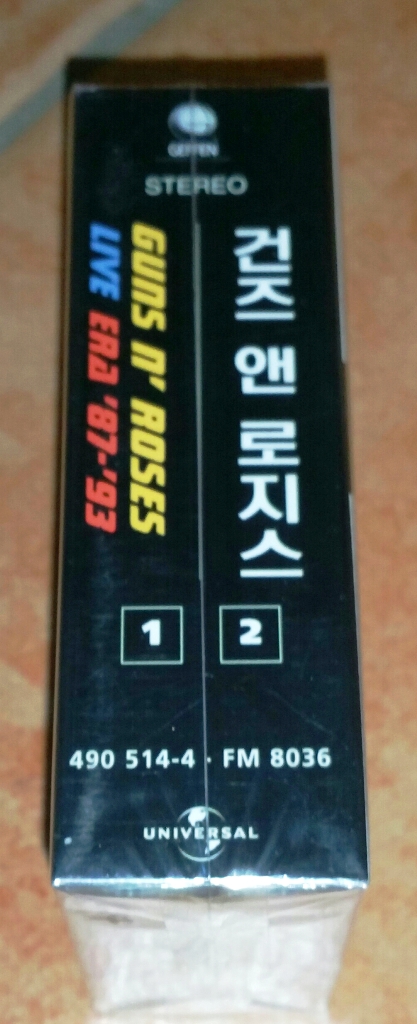 GEFFEN
STEREO
GUNS N' ROSES
LIVE ERA '87-'93
건즈 앤 로지스
1 2
490 514-4 · FM 8036
UNIVERSAL